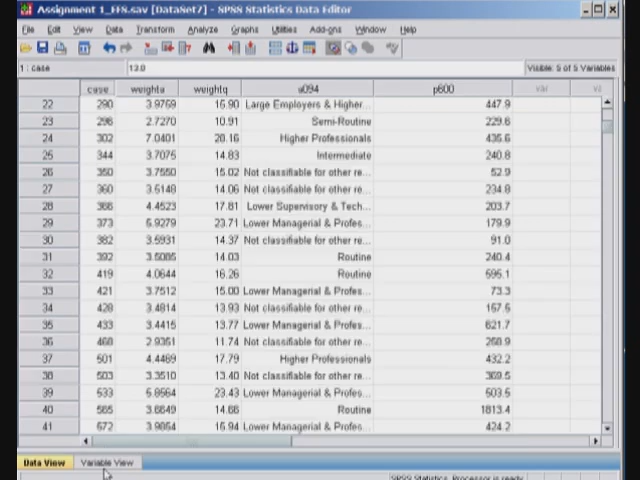 Assignment 1_EFS.sav [DataSet7] - SPSS Statistics Data Editor
File Edit View Data Transform Analyze Graphs Utilities Add-ons Window Help
1 : case 13.0 Visible: 5 of 5 Variables
case weighta weightq a094 p600 var
22 290 3.9769 15.90 Large Employers & Higher... 447.9
23 296 2.7270 10.91 Semi-Routine 229.6
24 302 7.0401 28.16 Higher Professionals 435.6
25 344 3.7075 14.83 Intermediate 240.8
26 350 3.7550 15.02 Not classifiable for other re... 52.9
27 360 3.5148 14.06 Not classifiable for other re... 234.8
28 366 4.4523 17.81 Lower Supervisory & Tech... 203.7
29 373 5.9279 23.71 Lower Managerial & Profes... 179.9
30 382 3.5931 14.37 Not classifiable for other re... 91.0
31 392 3.5085 14.03 Routine 240.4
32 419 4.0644 16.26 Routine 595.1
33 421 3.7512 15.00 Lower Managerial & Profes... 73.3
34 428 3.4814 13.93 Not classifiable for other re... 157.5
35 433 3.4415 13.77 Lower Managerial & Profes... 621.7
36 468 2.9351 11.74 Not classifiable for other re... 268.9
37 501 4.4489 17.79 Higher Professionals 432.2
38 503 3.3510 13.40 Not classifiable for other re... 369.5
39 533 5.8564 23.43 Lower Managerial & Profes... 503.5
40 565 3.6649 14.66 Routine 1813.4
41 572 3.9854 15.94 Lower Managerial & Profes... 424.2
Data View Variable View
SPSS Statistics Processor is ready